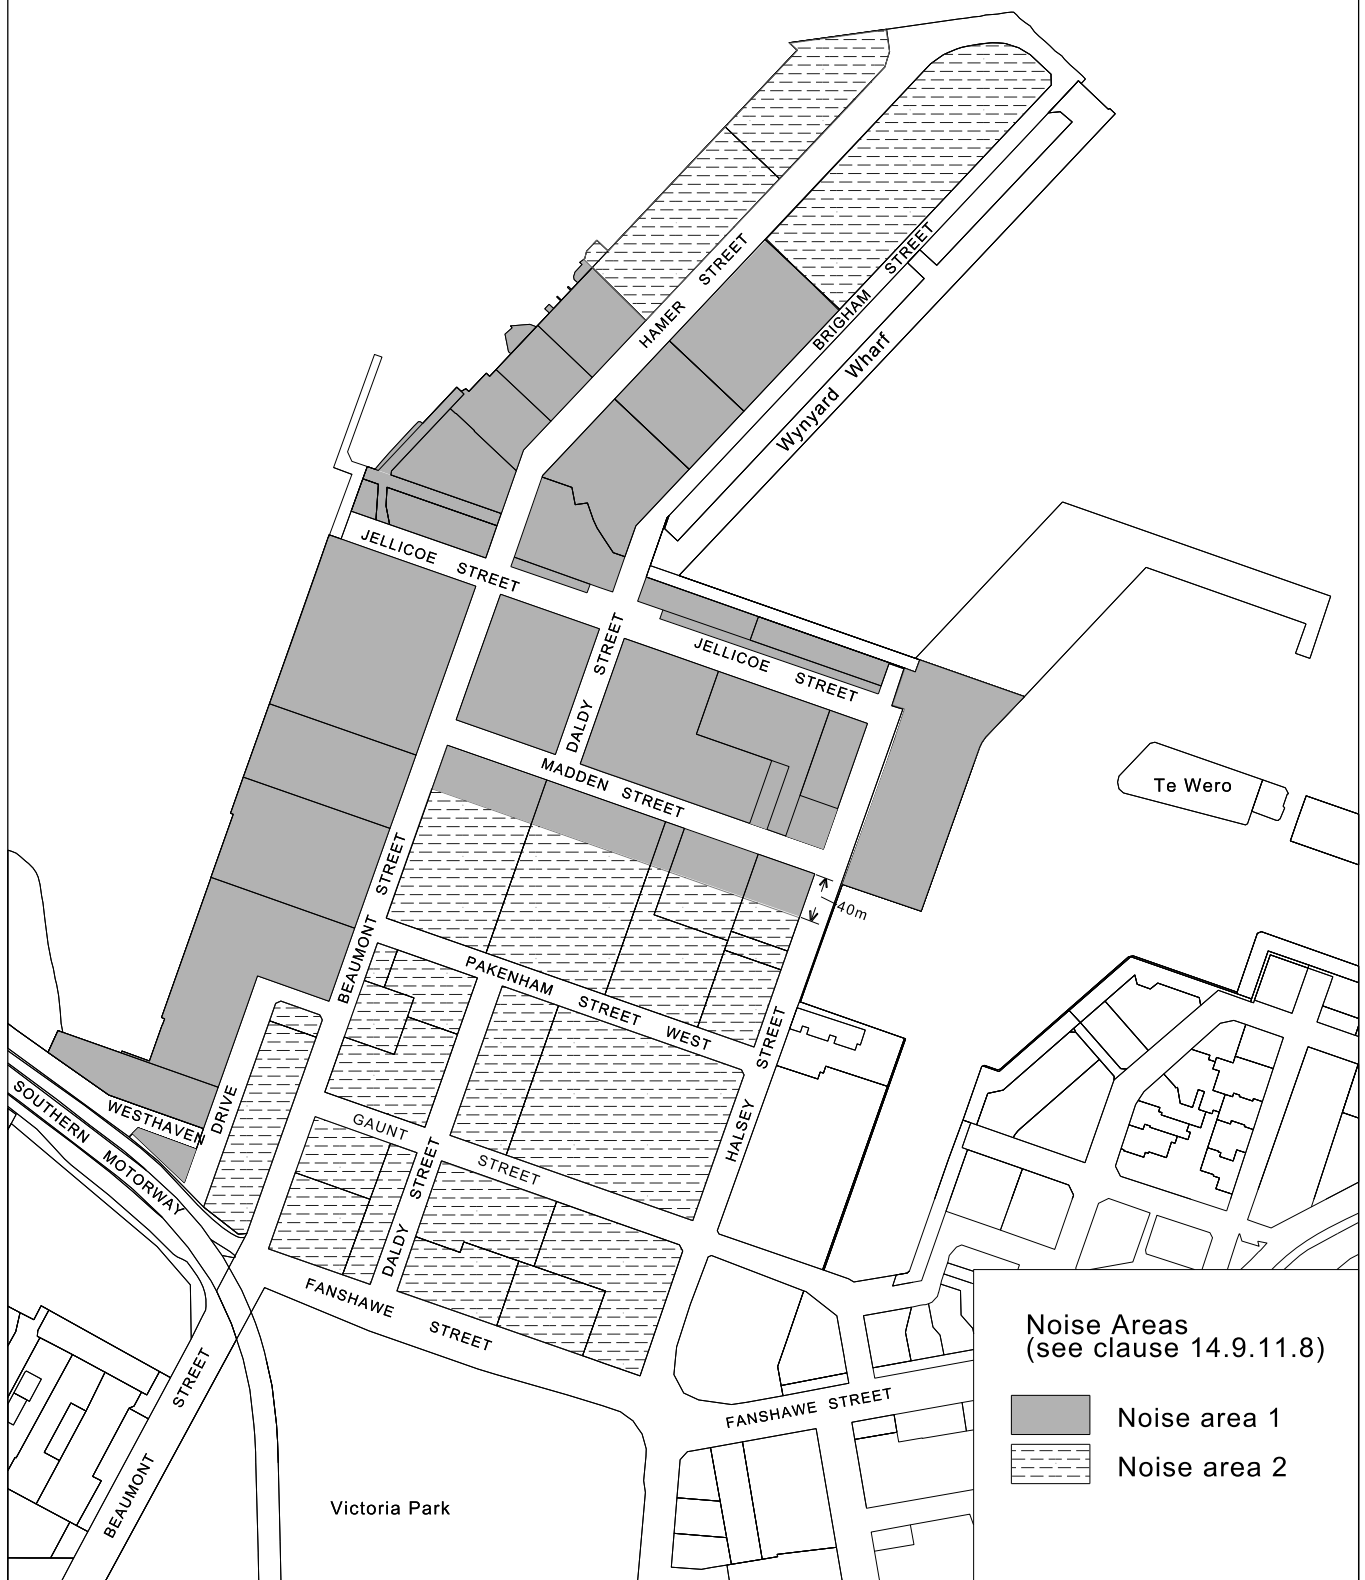 HAMER STREET
BRIGHAM STREET
Wynyard Wharf
JELLICOE STREET
JELLICOE STREET
DALDY STREET
MADDEN STREET
Te Wero
BEAUMONT STREET
40m
PAKENHAM STREET WEST
HALSEY STREET
WESTHAVEN DRIVE
SOUTHERN MOTORWAY
GAUNT STREET
DALDY STREET
FANSHAWE STREET
FANSHAWE STREET
BEAUMONT STREET
Victoria Park
Noise Areas
(see clause 14.9.11.8)
Noise area 1
Noise area 2